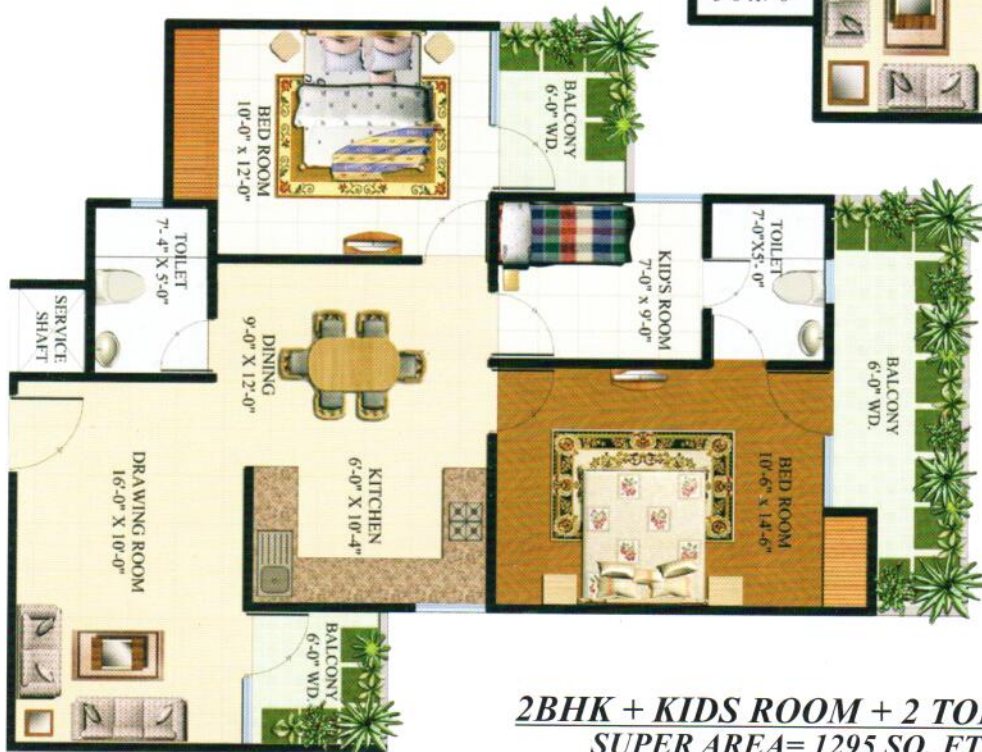 BED ROOM
10'-0" x 12'-0"
BALCONY
6'-0" WD.
TOILET
7'-4" X 5'-0"
SERVICE
SHAFT
DINING
9'-0" X 12'-0"
KID'S ROOM
7'-0" x 9'-0"
TOILET
7'-0"X5'-0"
BALCONY
6'-0" WD.
KITCHEN
6'-0" X 10'-4"
BED ROOM
10'-6" x 14'-6"
DRAWING ROOM
16'-0" X 10'-0"
BALCONY
6'-0" WD.
2BHK + KIDS ROOM + 2
SUPER AREA= 1295 SQ. FT